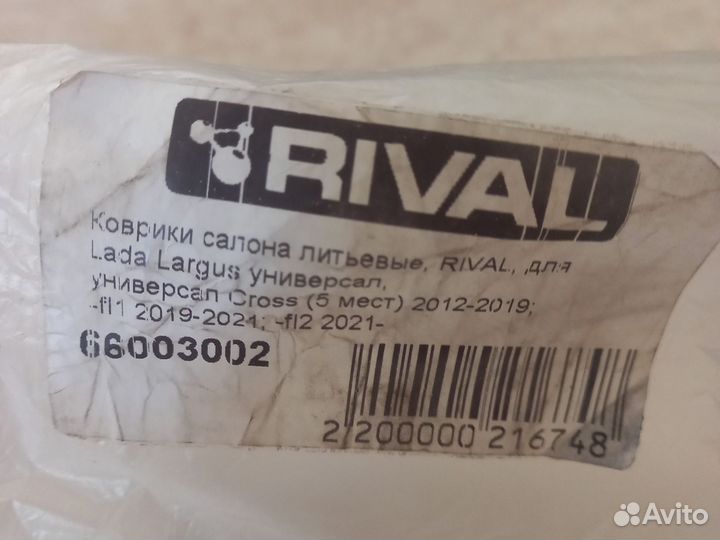 RIVAL
Коврики салона литьевые, RIVAL, для
Lada Largus универсал,
универсал Cross (5 мест) 2012-2019;
-fl1 2019-2021; -fl2 2021-
66003002
2 200000 216748
Avito